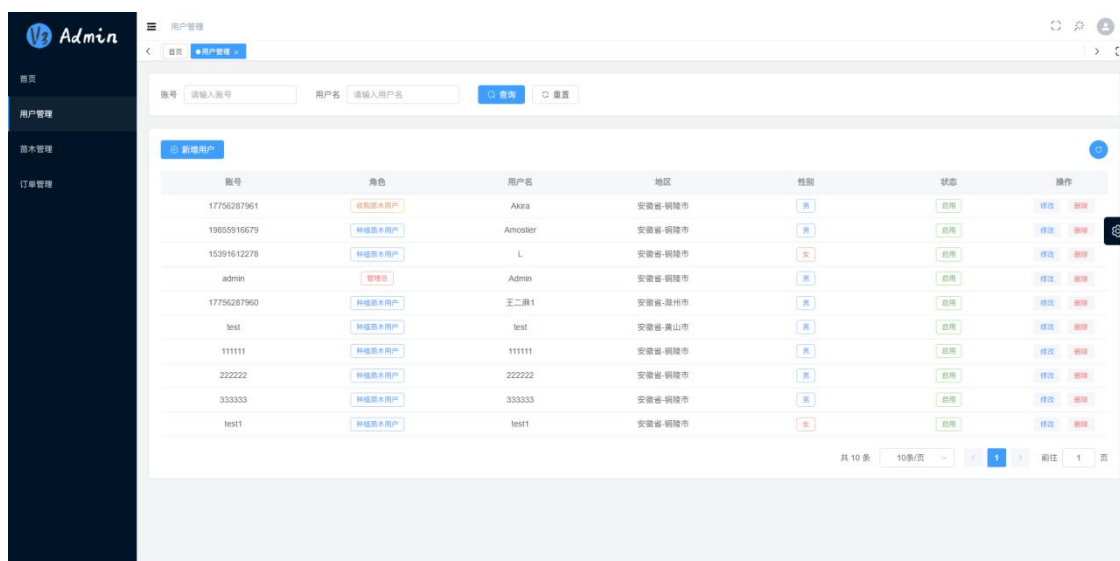 V3 Admin
用户管理
首页 用户管理 ×
首页
用户管理
苗木管理
订单管理
账号 请输入账号 用户名 请输入用户名 查询 重置
新增用户
账号 角色 用户名 地区 性别 状态 操作
17756287961 收购苗木用户 Akira 安徽省-铜陵市 男 启用 修改 删除
19855916679 种植苗木用户 Amoslier 安徽省-铜陵市 男 启用 修改 删除
15391612278 种植苗木用户 L 安徽省-铜陵市 女 启用 修改 删除
admin 管理员 Admin 安徽省-铜陵市 男 启用 修改 删除
17756287960 种植苗木用户 王二麻1 安徽省-滁州市 男 启用 修改 删除
test 种植苗木用户 test 安徽省-黄山市 男 启用 修改 删除
111111 种植苗木用户 111111 安徽省-铜陵市 男 启用 修改 删除
222222 种植苗木用户 222222 安徽省-铜陵市 男 启用 修改 删除
333333 种植苗木用户 333333 安徽省-铜陵市 男 启用 修改 删除
test1 种植苗木用户 test1 安徽省-铜陵市 女 启用 修改 删除
共 10 条 10条/页 1 前往 1 页